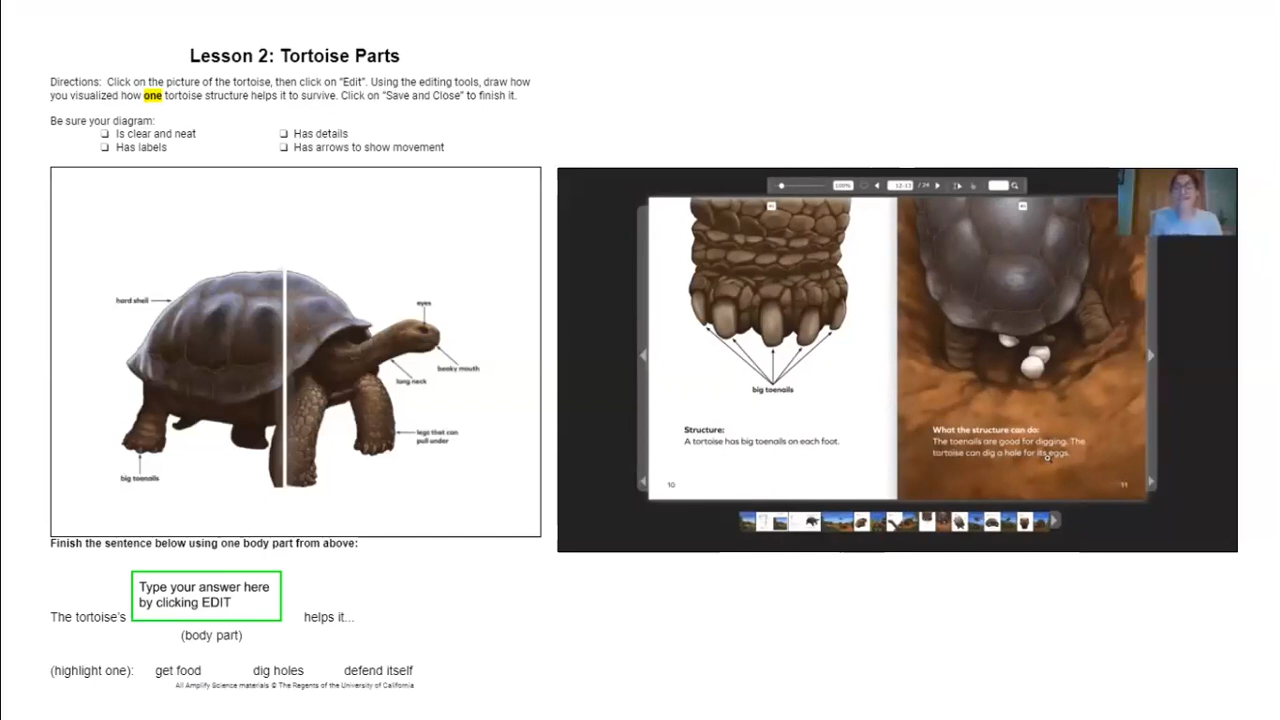 Lesson 2: Tortoise Parts
Directions:  Click on the picture of the tortoise, then click on "Edit". Using the editing tools, draw how
you visualized how one tortoise structure helps it to survive. Click on "Save and Close" to finish it.
Be sure your diagram:
❏ Is clear and neat
❏ Has details
❏ Has labels
❏ Has arrows to show movement
hard shell
eyes
beaky mouth
long neck
legs that can
pull under
big toenails
Finish the sentence below using one body part from above:
Type your answer here
by clicking EDIT
The tortoise's
helps it...
(body part)
(highlight one):
get food
dig holes
defend itself
All Amplify Science materials © The Regents of the University of California
100%
12-13 / 24
big toenails
Structure:
A tortoise has big toenails on each foot.
10
What the structure can do:
The toenails are good for digging. The
tortoise can dig a hole for its eggs.
11